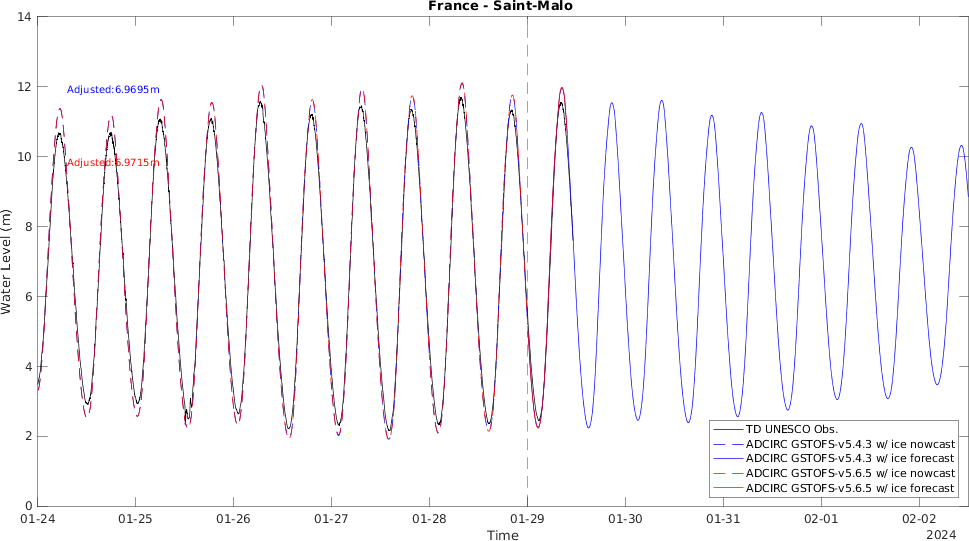 France - Saint-Malo
14
12
10
8
6
4
2
0
Water Level (m)
Adjusted:6.9695m
Adjusted:6.9715m
TD UNESCO Obs.
ADCIRC GSTOFS-v5.4.3 w/ ice nowcast
ADCIRC GSTOFS-v5.4.3 w/ ice forecast
ADCIRC GSTOFS-v5.6.5 w/ ice nowcast
ADCIRC GSTOFS-v5.6.5 w/ ice forecast
01-24 01-25 01-26 01-27 01-28 01-29 01-30 01-31 02-01 02-02
Time
2024